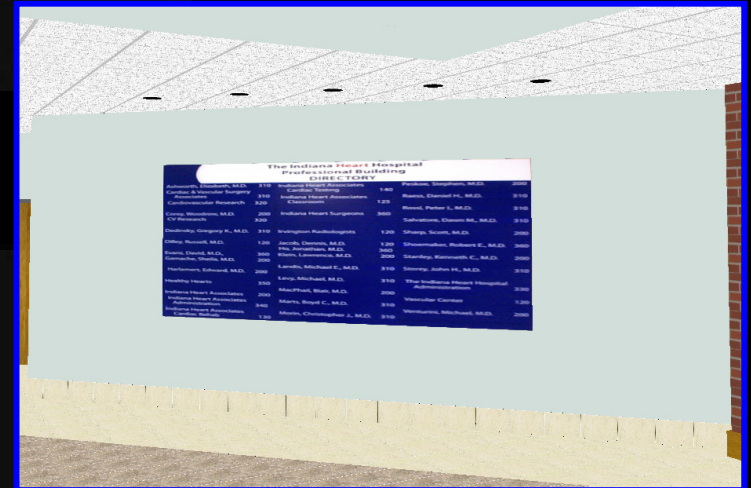 The Indiana Heart Hospital
Professional Building
DIRECTORY
Ashworth, Elizabeth, M.D. 310
Cardiac & Vascular Surgery
Associates 310
Cardiovascular Research 320
Corey, Woodrow, M.D. 200
CV Research 320
Dedinsky, Gregory K., M.D. 310
Dilley, Russell, M.D. 120
Evans, David, M.D., 360
Gamache, Sheila, M.D. 200
Harlamert, Edward, M.D. 200
Healthy Hearts 350
Indiana Heart Associates 200
Indiana Heart Associates
Administration 340
Indiana Heart Associates
Cardiac Rehab 130
Indiana Heart Associates
Cardiac Testing 140
Indiana Heart Associates
Classroom 125
Indiana Heart Surgeons 360
Irvington Radiologists 120
Jacob, Dennis, M.D. 120
Jonathan, M.D. 360
Klein, Lawrence, M.D. 200
Landis, Michael E., M.D. 310
Levy, Michael, M.D. 310
MacPhail, Blair, M.D. 200
Marts, Boyd C., M.D. 310
Morin, Christopher J., M.D. 310
Peskoe, Stephen, M.D. 200
Raess, Daniel H., M.D. 310
Rossi, Peter I., M.D. 310
Salvatore, Dawn M., M.D. 310
Sharp, Scott, M.D. 200
Shoemaker, Robert E., M.D. 360
Stanley, Kenneth C., M.D. 200
Storey, John H., M.D. 310
The Indiana Heart Hospital
Administration 330
Vascular Center 120
Venturini, Michael, M.D. 200